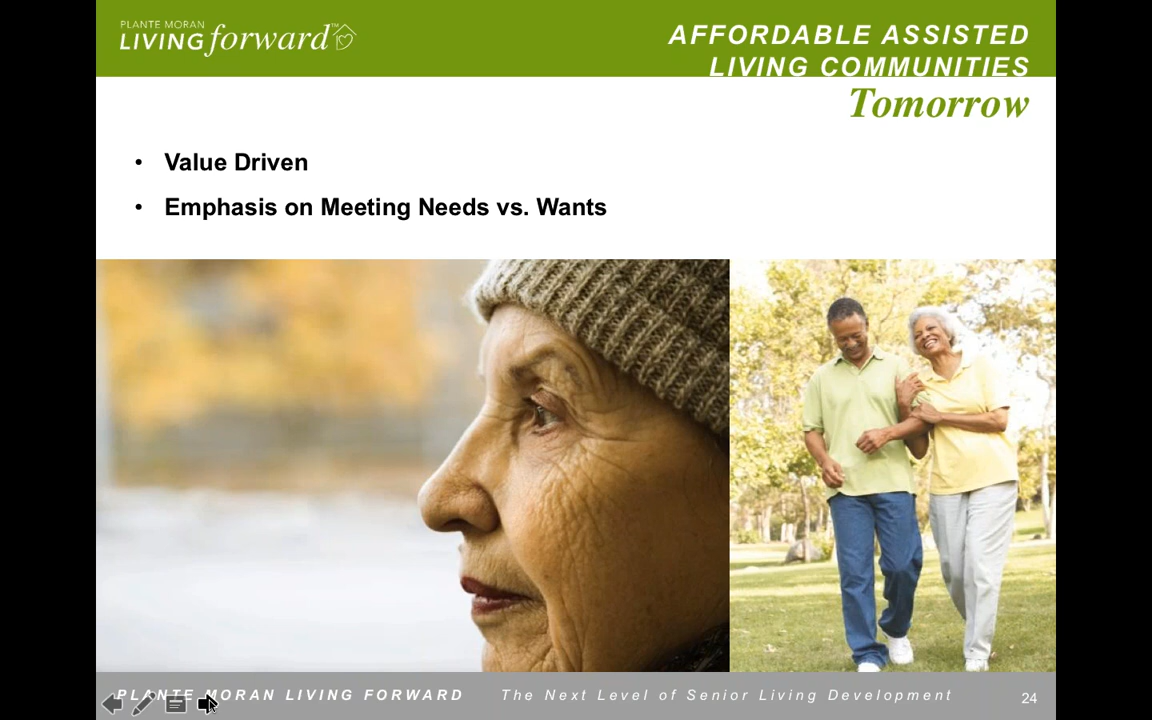 PLANTE MORAN
LIVING forward™
AFFORDABLE ASSISTED
LIVING COMMUNITIES
Tomorrow
• Value Driven
• Emphasis on Meeting Needs vs. Wants
PLANTE MORAN LIVING FORWARD The Next Level of Senior Living Development 24